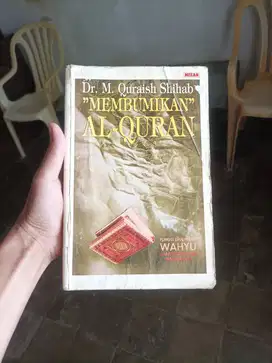 MIZAN
Dr. M. Quraish Shihab
"MEMBUMIKAN"
AL-QURAN
WAHYU